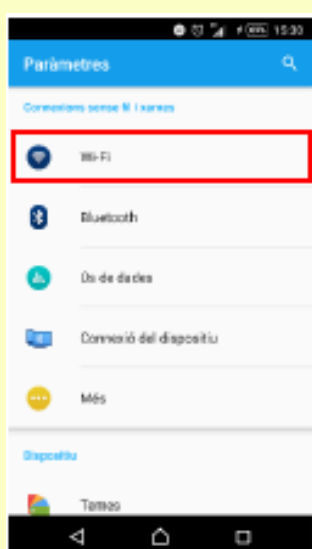 15:30
Paràmetres
Connexions sense fil i xarxes
Wi-Fi
Bluetooth
Ús de dades
Connexió del dispositiu
Més
Dispositiu
Temes